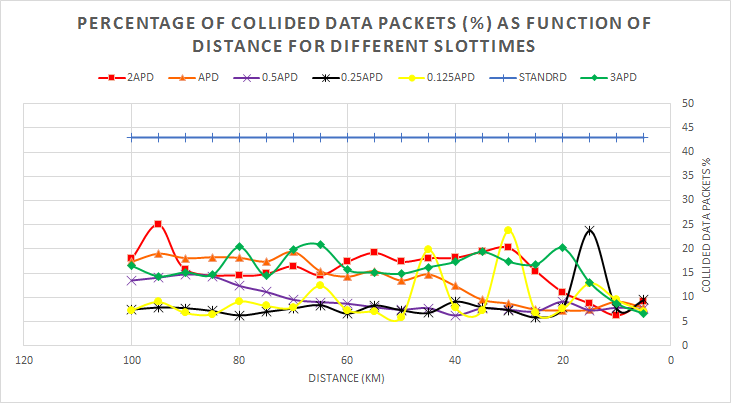 PERCENTAGE OF COLLIDED DATA PACKETS (%) AS FUNCTION OF
DISTANCE FOR DIFFERENT SLOTTIMES
2APD APD 0.5APD 0.25APD 0.125APD STANDRD 3APD
50
45
40
35
30
25
20
15
10
5
0
COLLIDED DATA PACKETS %
120 100 80 60 40 20 0
DISTANCE (KM)